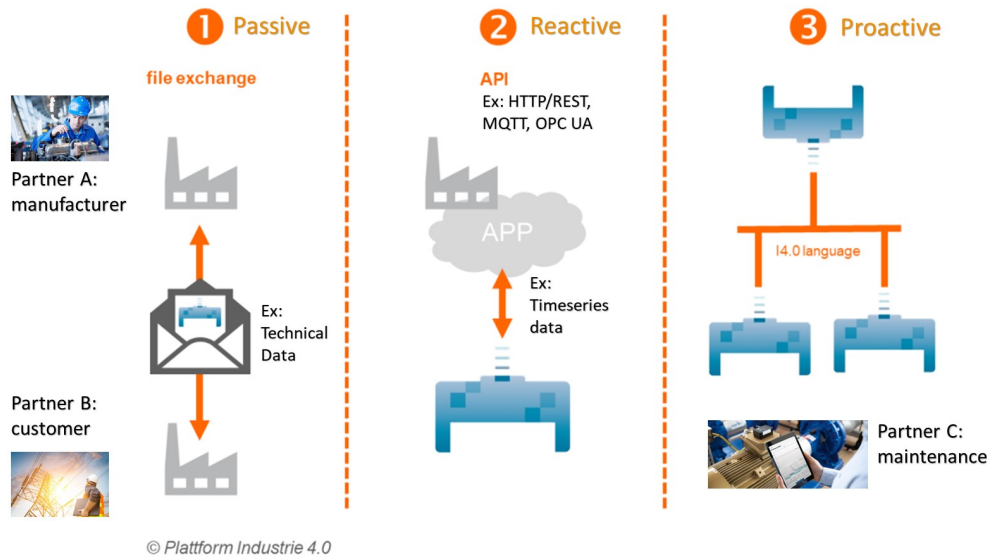 1 Passive
file exchange
Partner A:
manufacturer
Ex:
Technical
Data
Partner B:
customer
2 Reactive
API
Ex: HTTP/REST,
MQTT, OPC UA
APP
Ex:
Timeseries
data
3 Proactive
I4.0 language
Partner C:
maintenance
© Plattform Industrie 4.0